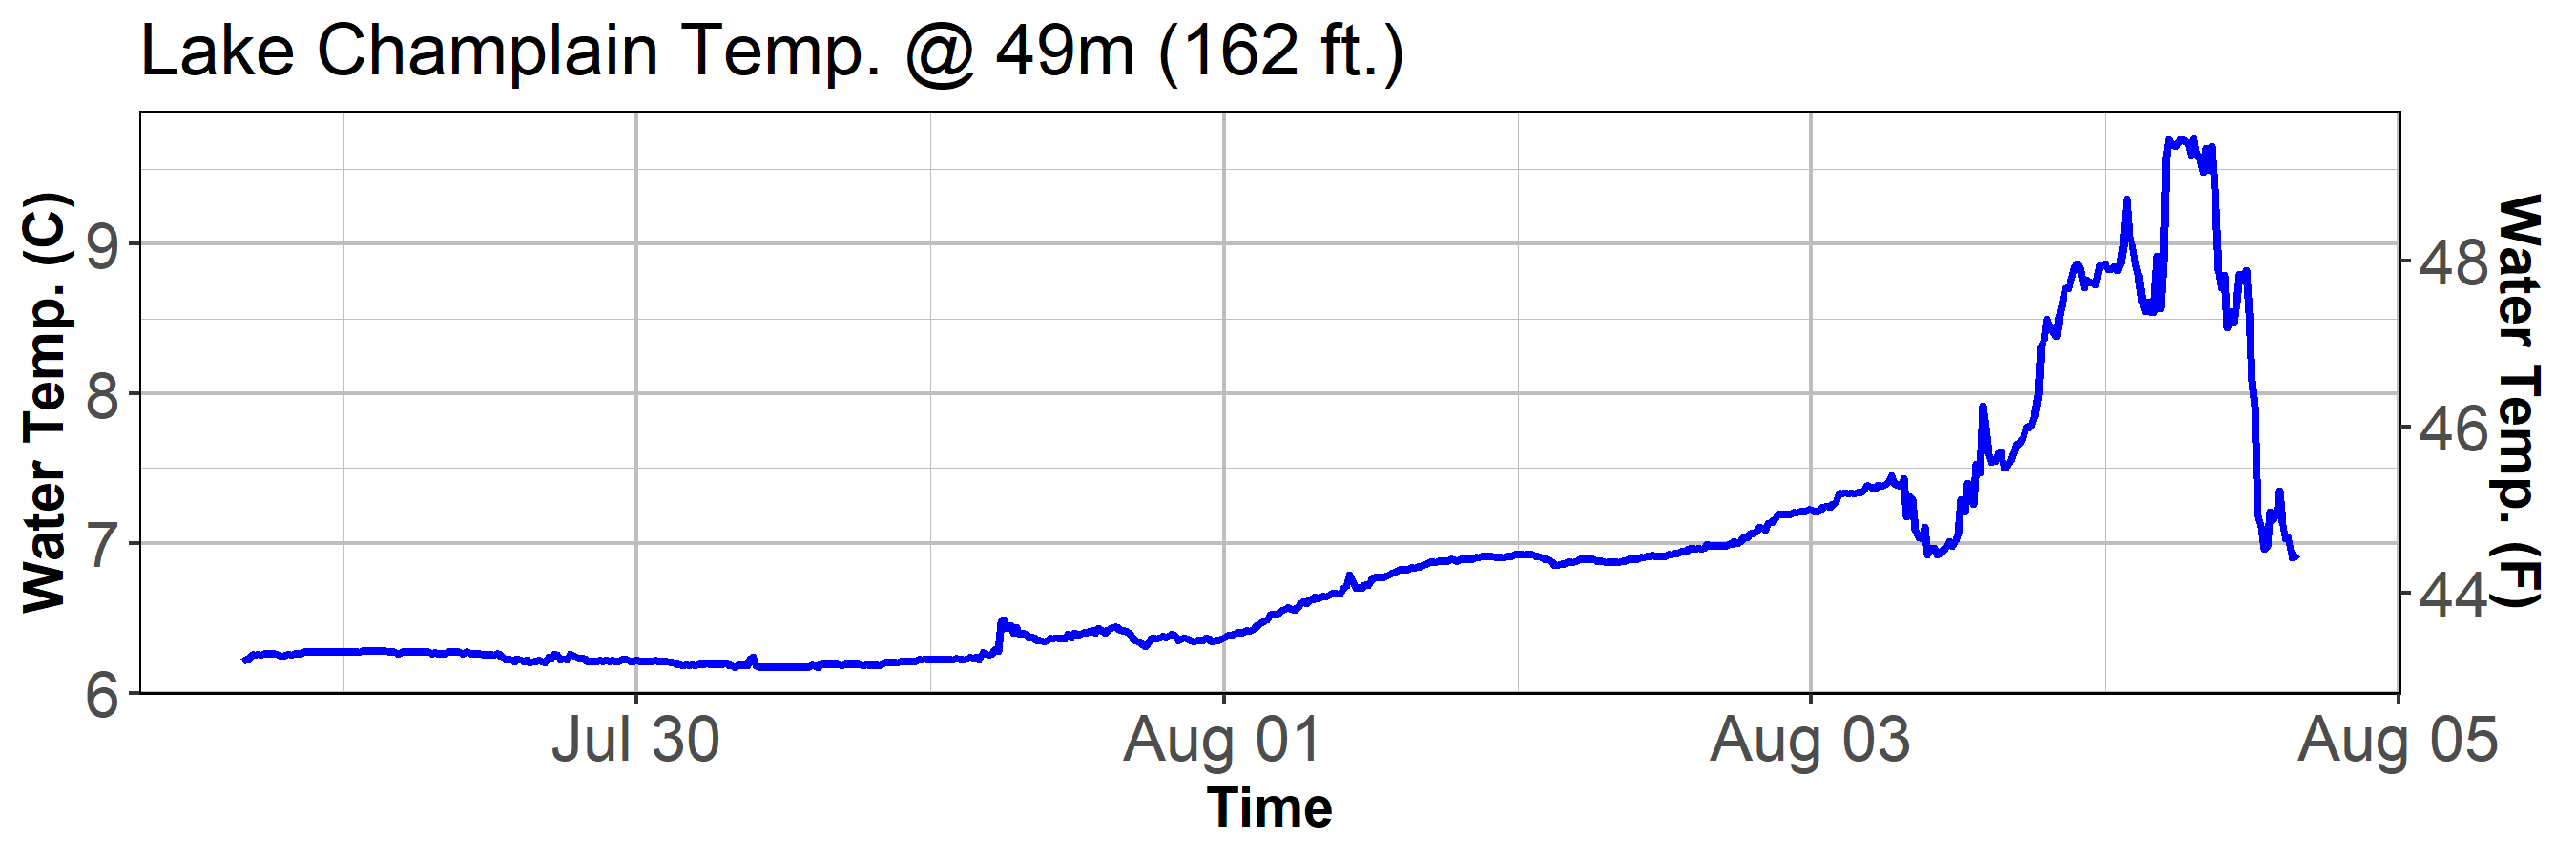 Lake Champlain Temp. @ 49m (162 ft.)
Water Temp. (C)
9
8
7
6
48
46
44
Water Temp. (F)
Jul 30
Aug 01
Aug 03
Aug 05
Time